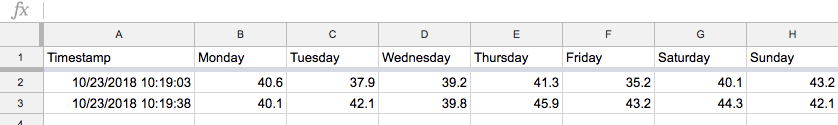 fx
A B C D E F G H
1 Timestamp Monday Tuesday Wednesday Thursday Friday Saturday Sunday
2 10/23/2018 10:19:03 40.6 37.9 39.2 41.3 35.2 40.1 43.2
3 10/23/2018 10:19:38 40.1 42.1 39.8 45.9 43.2 44.3 42.1
4